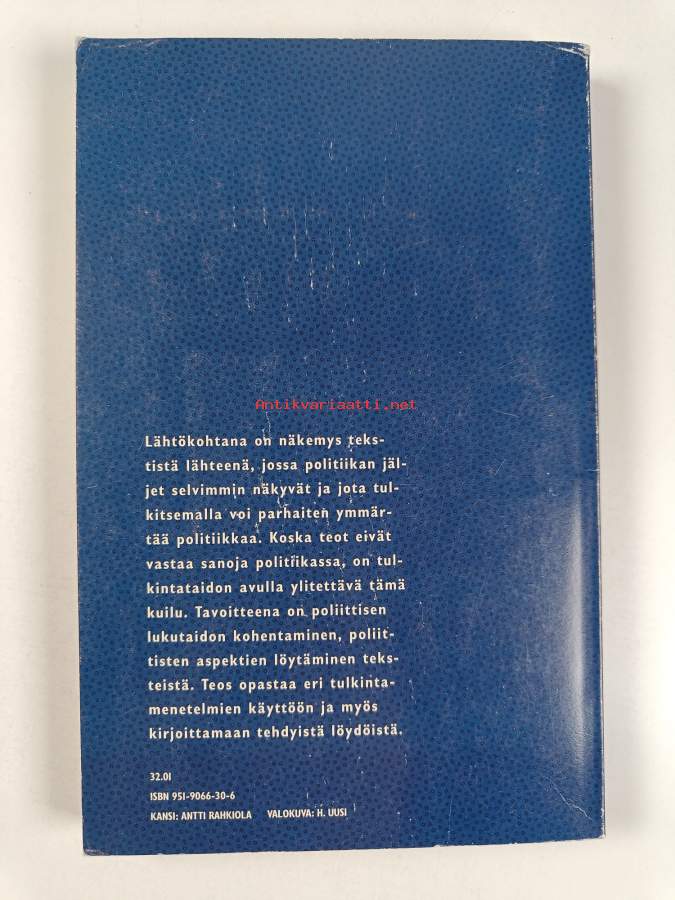 Antikvariaatti.net
Lähtökohtana on näkemys teks-
tistä lähteenä, jossa politiikan jäl-
jet selvimmin näkyvät ja jota tul-
kitsemalla voi parhaiten ymmär-
tää politiikkaa. Koska teot eivät
vastaa sanoja politiikassa, on tul-
kintataidon avulla ylitettävä tämä
kuilu. Tavoitteena on poliittisen
lukutaidon kohentaminen, poliit-
tisten aspektien löytäminen teks-
teistä. Teos opastaa eri tulkinta-
menetelmien käyttöön ja myös
kirjoittamaan tehdyistä löydöistä.
32.01
ISBN 951-9066-30-6
KANSI: ANTTI RAHKIOLA VALOKUVA: H. UUSI